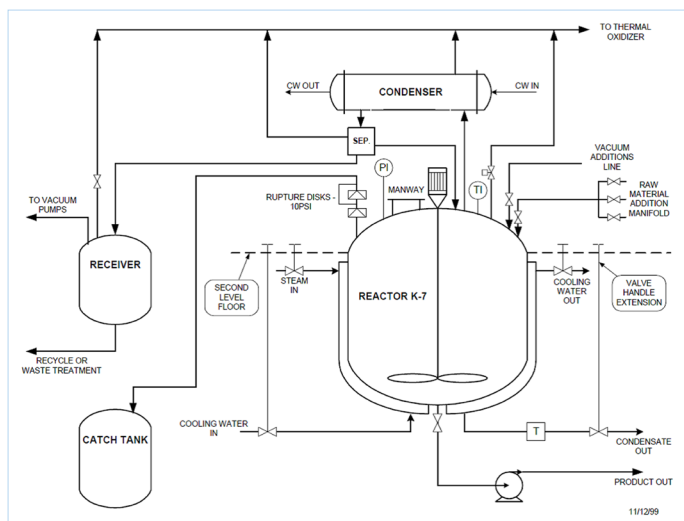 TO THERMAL
OXIDIZER
CW OUT
CONDENSER
CW IN
SEP.
PI
MANWAY
TI
VACUUM
ADDITIONS
LINE
RUPTURE DISKS -
10PSI
RAW
MATERIAL
ADDITION
MANIFOLD
TO VACUUM
PUMPS
RECEIVER
SECOND
LEVEL
FLOOR
STEAM
IN
REACTOR K-7
COOLING
WATER
OUT
VALVE
HANDLE
EXTENSION
RECYCLE OR
WASTE TREATMENT
CATCH TANK
COOLING WATER
IN
T
CONDENSATE
OUT
PRODUCT OUT
11/12/99